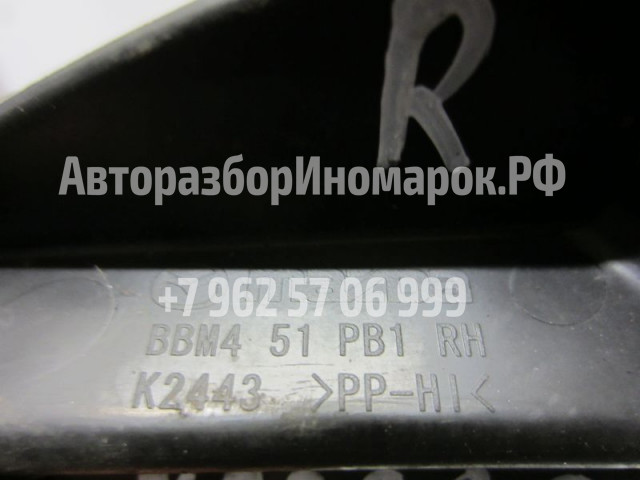 R
АвторазборИномарок.РФ
+7 962 57 06 999
BBM4 51 PB1 RH
K2443 >PP-HI<